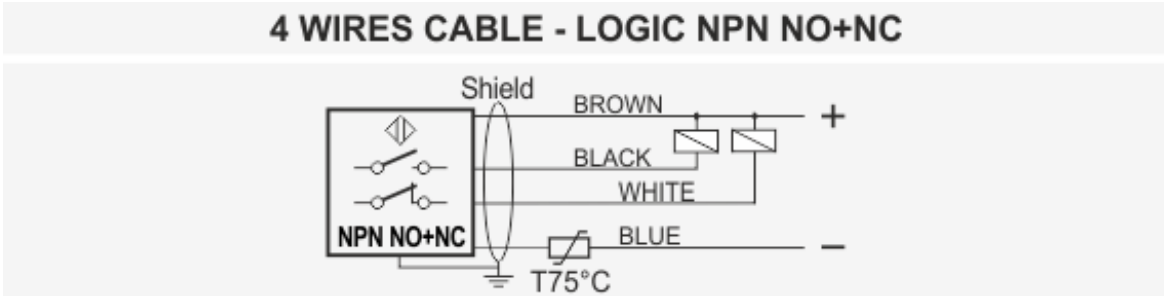 4 WIRES CABLE - LOGIC NPN NO+NC
Shield
BROWN
+
BLACK
WHITE
NPN NO+NC
BLUE
−
T75°C